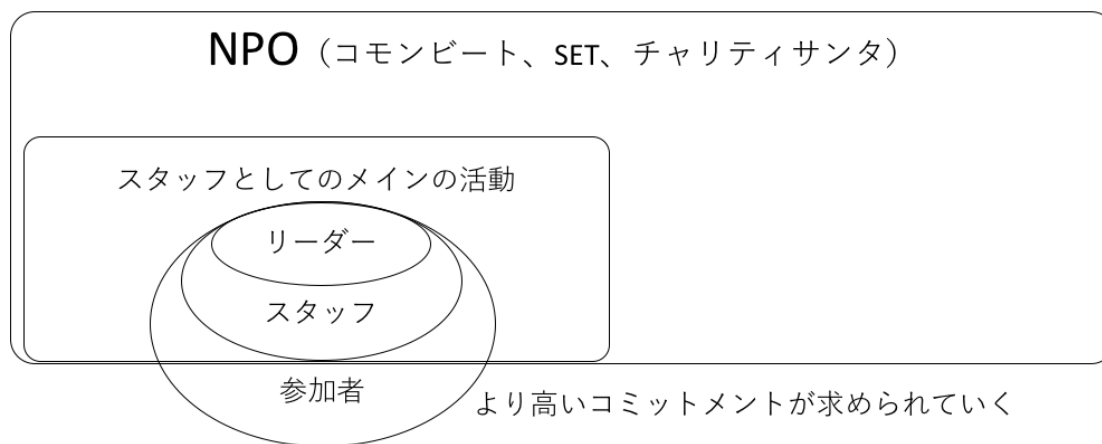 NPO（コモンビート、SET、チャリティサンタ）
スタッフとしてのメインの活動
リーダー
スタッフ
参加者
より高いコミットメントが求められていく